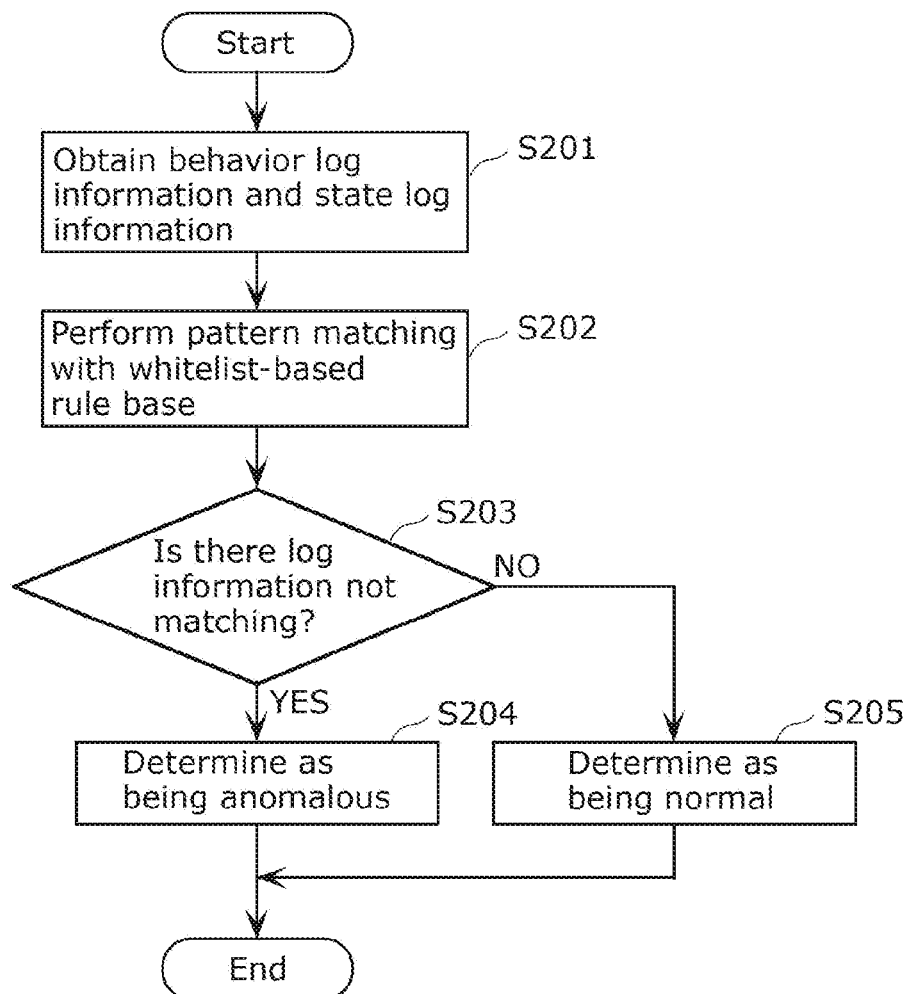 Start
S201
Obtain behavior log
information and state log
information
S202
Perform pattern matching
with whitelist-based
rule base
S203
Is there log
information not
matching?
NO
YES
S204
Determine as
being anomalous
S205
Determine as
being normal
End